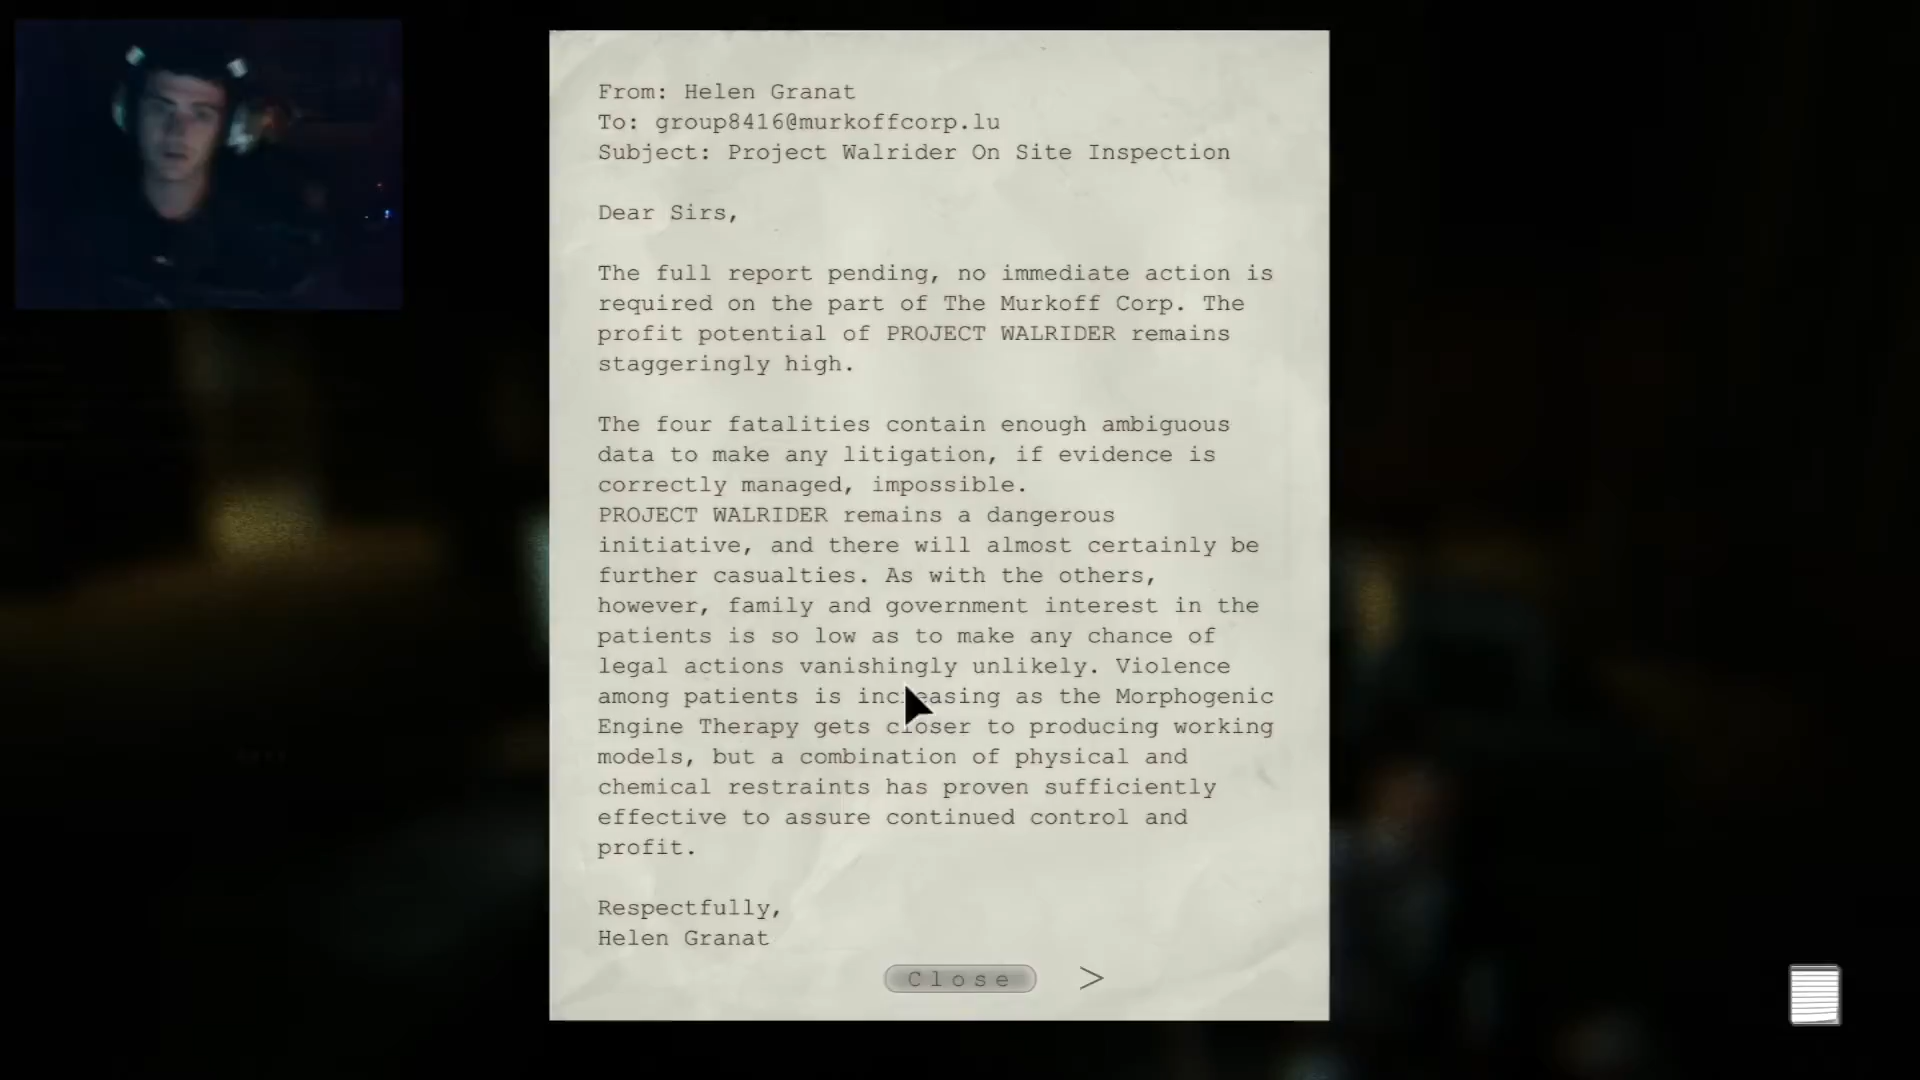 From: Helen Granat
To: group8416@murkoffcorp.lu
Subject: Project Walrider On Site Inspection
Dear Sirs,
The full report pending, no immediate action is
required on the part of The Murkoff Corp. The
profit potential of PROJECT WALRIDER remains
staggeringly high.
The four fatalities contain enough ambiguous
data to make any litigation, if evidence is
correctly managed, impossible.
PROJECT WALRIDER remains a dangerous
initiative, and there will almost certainly be
further casualties. As with the others,
however, family and government interest in the
patients is so low as to make any chance of
legal actions vanishingly unlikely. Violence
among patients is increasing as the Morphogenic
Engine Therapy gets closer to producing working
models, but a combination of physical and
chemical restraints has proven sufficiently
effective to assure continued control and
profit.
Respectfully,
Helen Granat
Close >